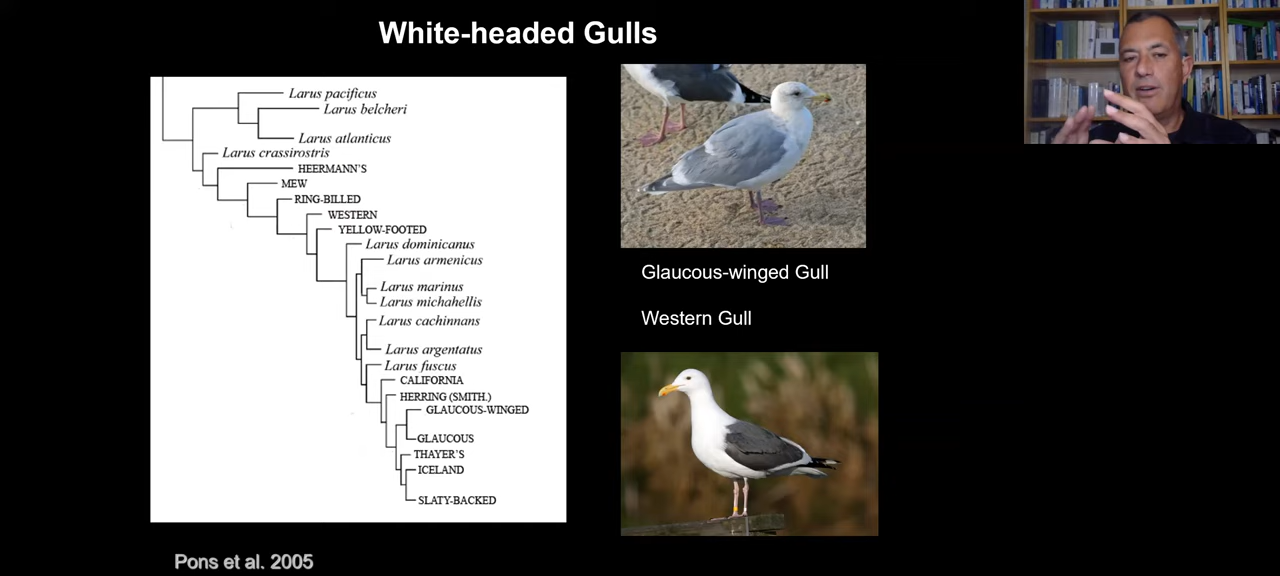 White-headed Gulls
Larus pacificus
Larus belcheri
Larus atlanticus
Larus crassirostris
HEERMANN'S
MEW
RING-BILLED
WESTERN
YELLOW-FOOTED
Larus dominicanus
Larus armenicus
Larus marinus
Larus michahellis
Larus cachinnans
Larus argentatus
Larus fuscus
CALIFORNIA
HERRING (SMITH.)
GLAUCOUS-WINGED
GLAUCOUS
THAYER'S
ICELAND
SLATY-BACKED
Pons et al. 2005
Glaucous-winged Gull
Western Gull